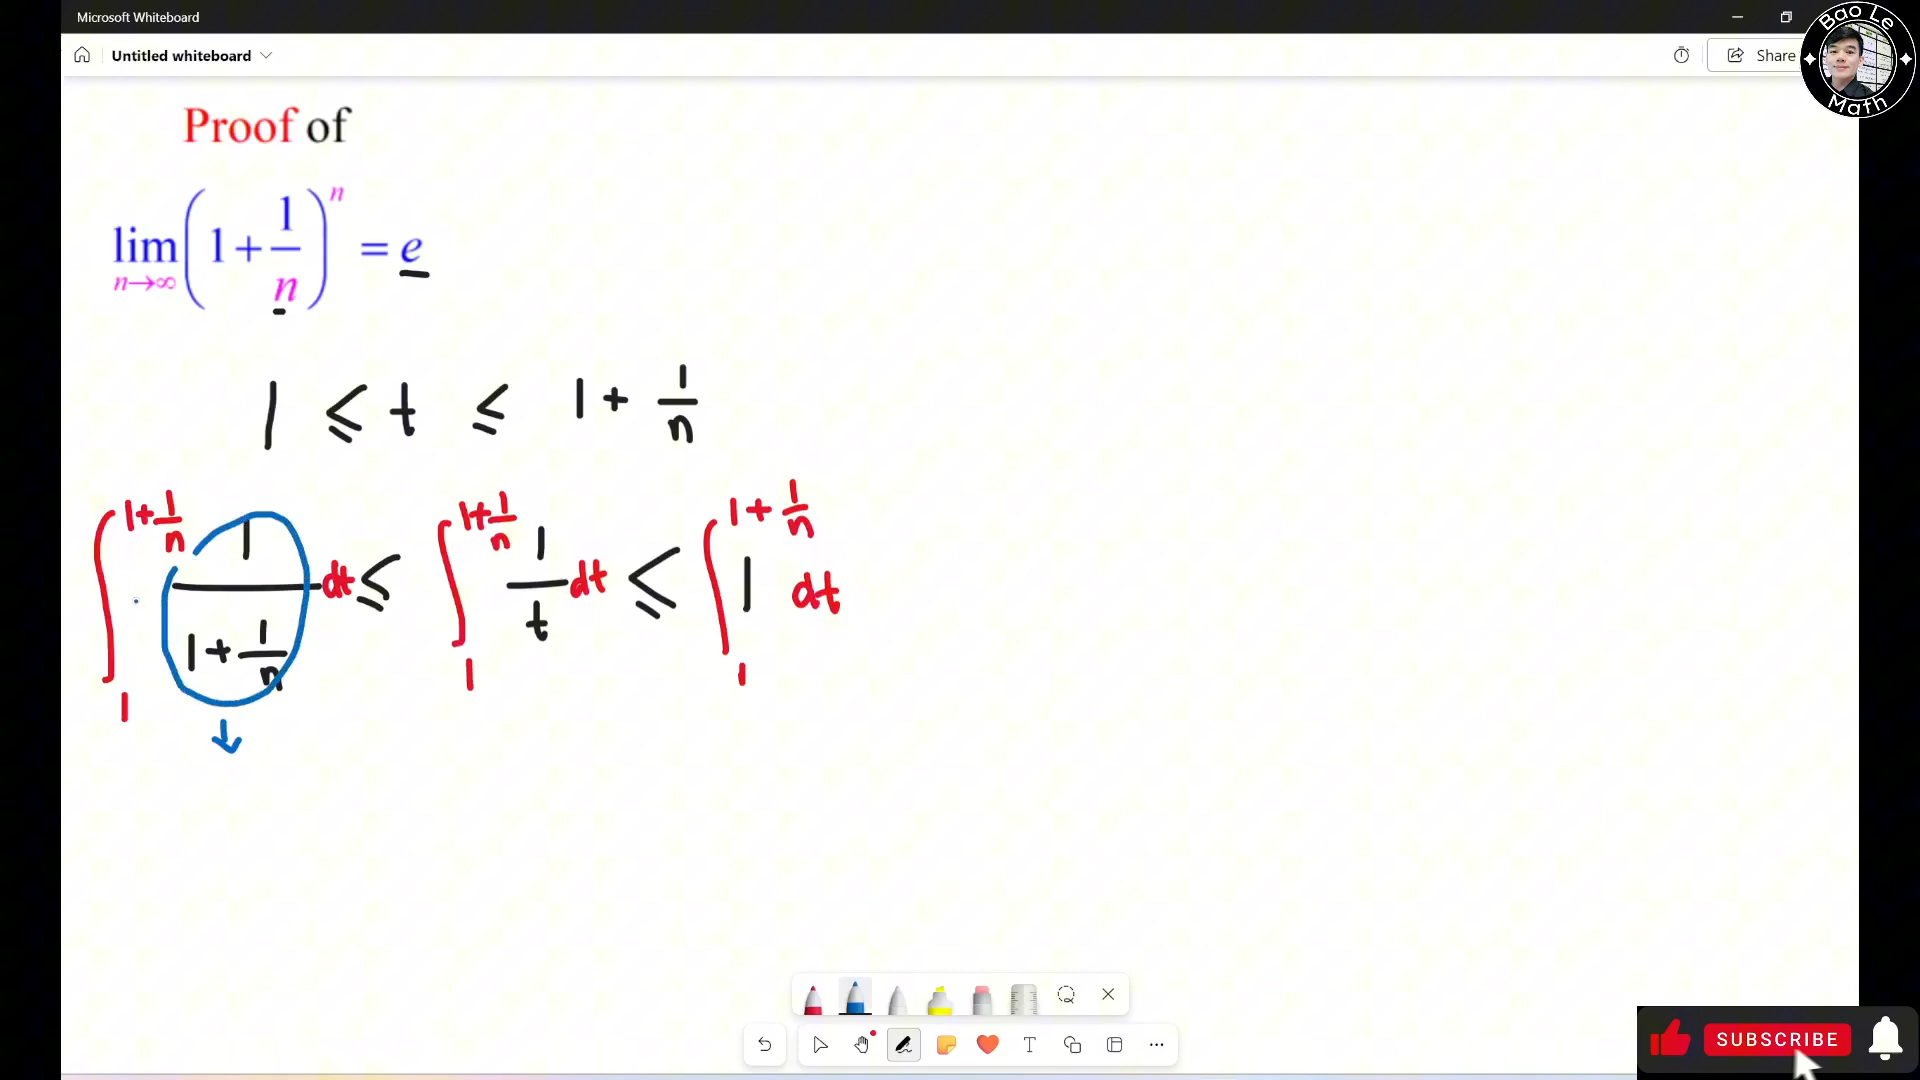 Microsoft Whiteboard
Untitled whiteboard
Share
Bao Le
Math
Proof of
lim n→∞ (1 + 1/n)^n = e
1 ≤ t ≤ 1 + 1/n
∫_1^{1+1/n} 1/(1+1/n) dt ≤ ∫_1^{1+1/n} 1/t dt ≤ ∫_1^{1+1/n} 1 dt
↓
T
SUBSCRIBE